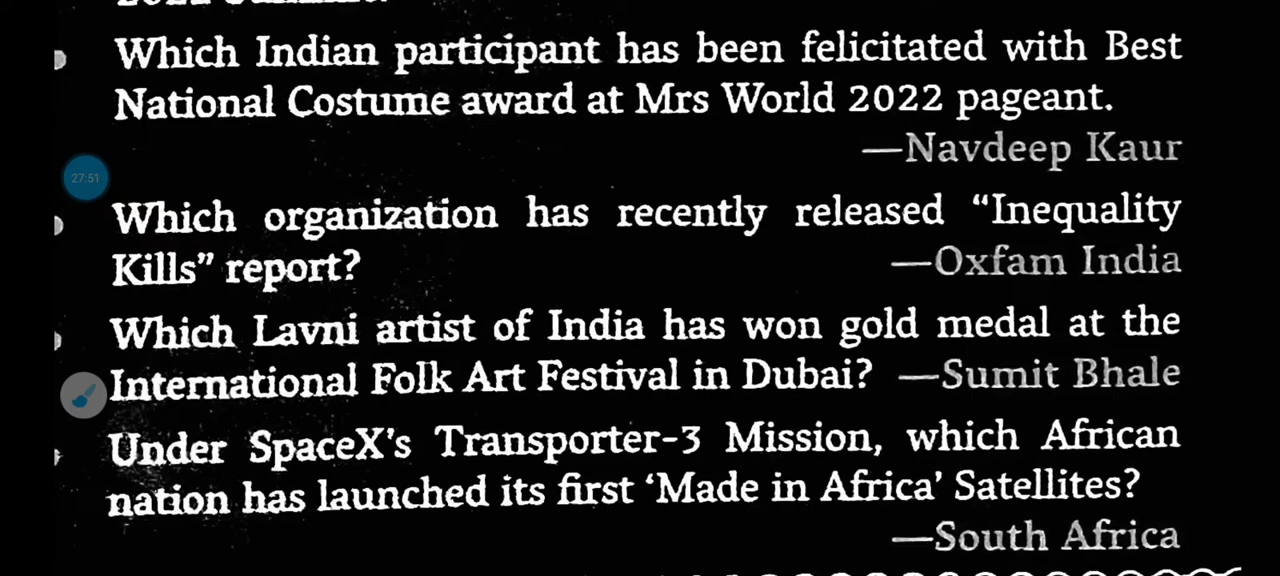 Which Indian participant has been felicitated with Best
National Costume award at Mrs World 2022 pageant.
—Navdeep Kaur
27:51
Which organization has recently released “Inequality
Kills” report?
—Oxfam India
Which Lavni artist of India has won gold medal at the
International Folk Art Festival in Dubai? —Sumit Bhale
Under SpaceX's Transporter-3 Mission, which African
nation has launched its first ‘Made in Africa’ Satellites?
—South Africa